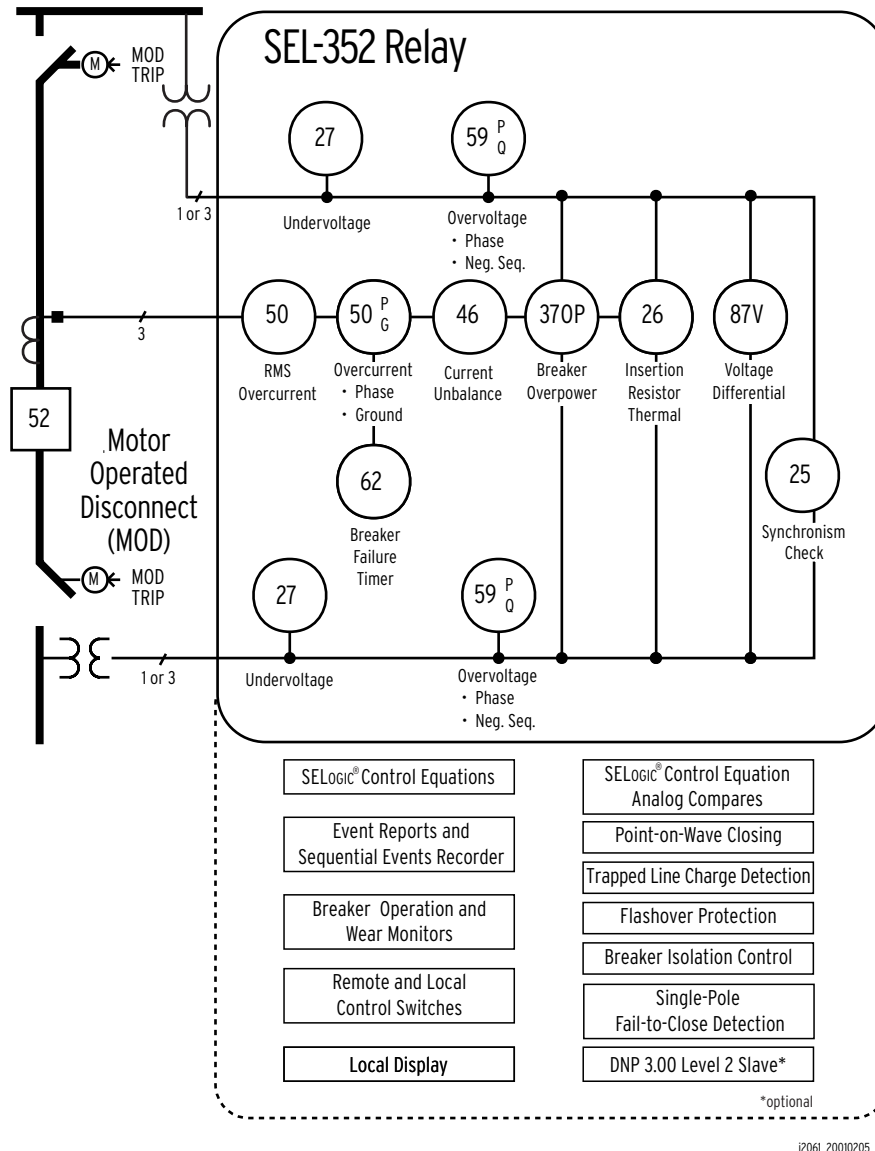 SEL-352 Relay
M
MOD
TRIP
27
59 P
Q
1 or 3
Undervoltage
Overvoltage
• Phase
• Neg. Seq.
3
50
50 P
G
46
37OP
26
87V
RMS
Overcurrent
Overcurrent
• Phase
• Ground
Current
Unbalance
Breaker
Overpower
Insertion
Resistor
Thermal
Voltage
Differential
52
Motor
Operated
Disconnect
(MOD)
62
Breaker
Failure
Timer
25
Synchronism
Check
M
MOD
TRIP
27
59 P
Q
1 or 3
Undervoltage
Overvoltage
• Phase
• Neg. Seq.
SELOGIC® Control Equations
Event Reports and
Sequential Events Recorder
Breaker Operation and
Wear Monitors
Remote and Local
Control Switches
Local Display
SELOGIC® Control Equation
Analog Compares
Point-on-Wave Closing
Trapped Line Charge Detection
Flashover Protection
Breaker Isolation Control
Single-Pole
Fail-to-Close Detection
DNP 3.00 Level 2 Slave*
*optional
i2061_20010205